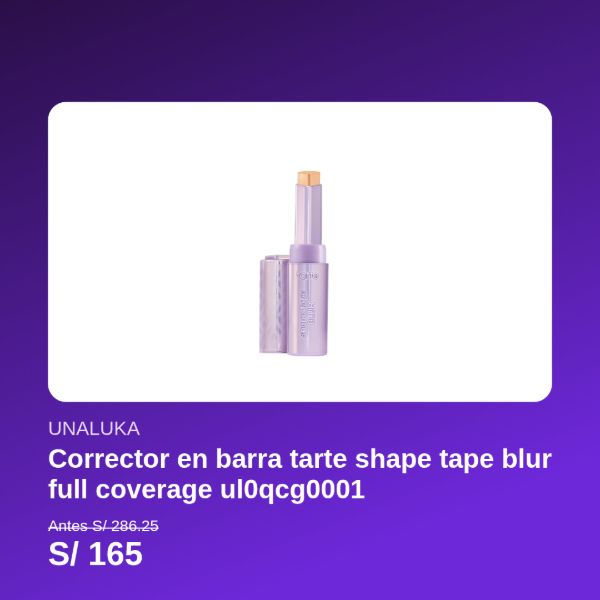 UNALUKA
Corrector en barra tarte shape tape blur
full coverage ul0qcg0001
Antes S/ 286.25
S/ 165